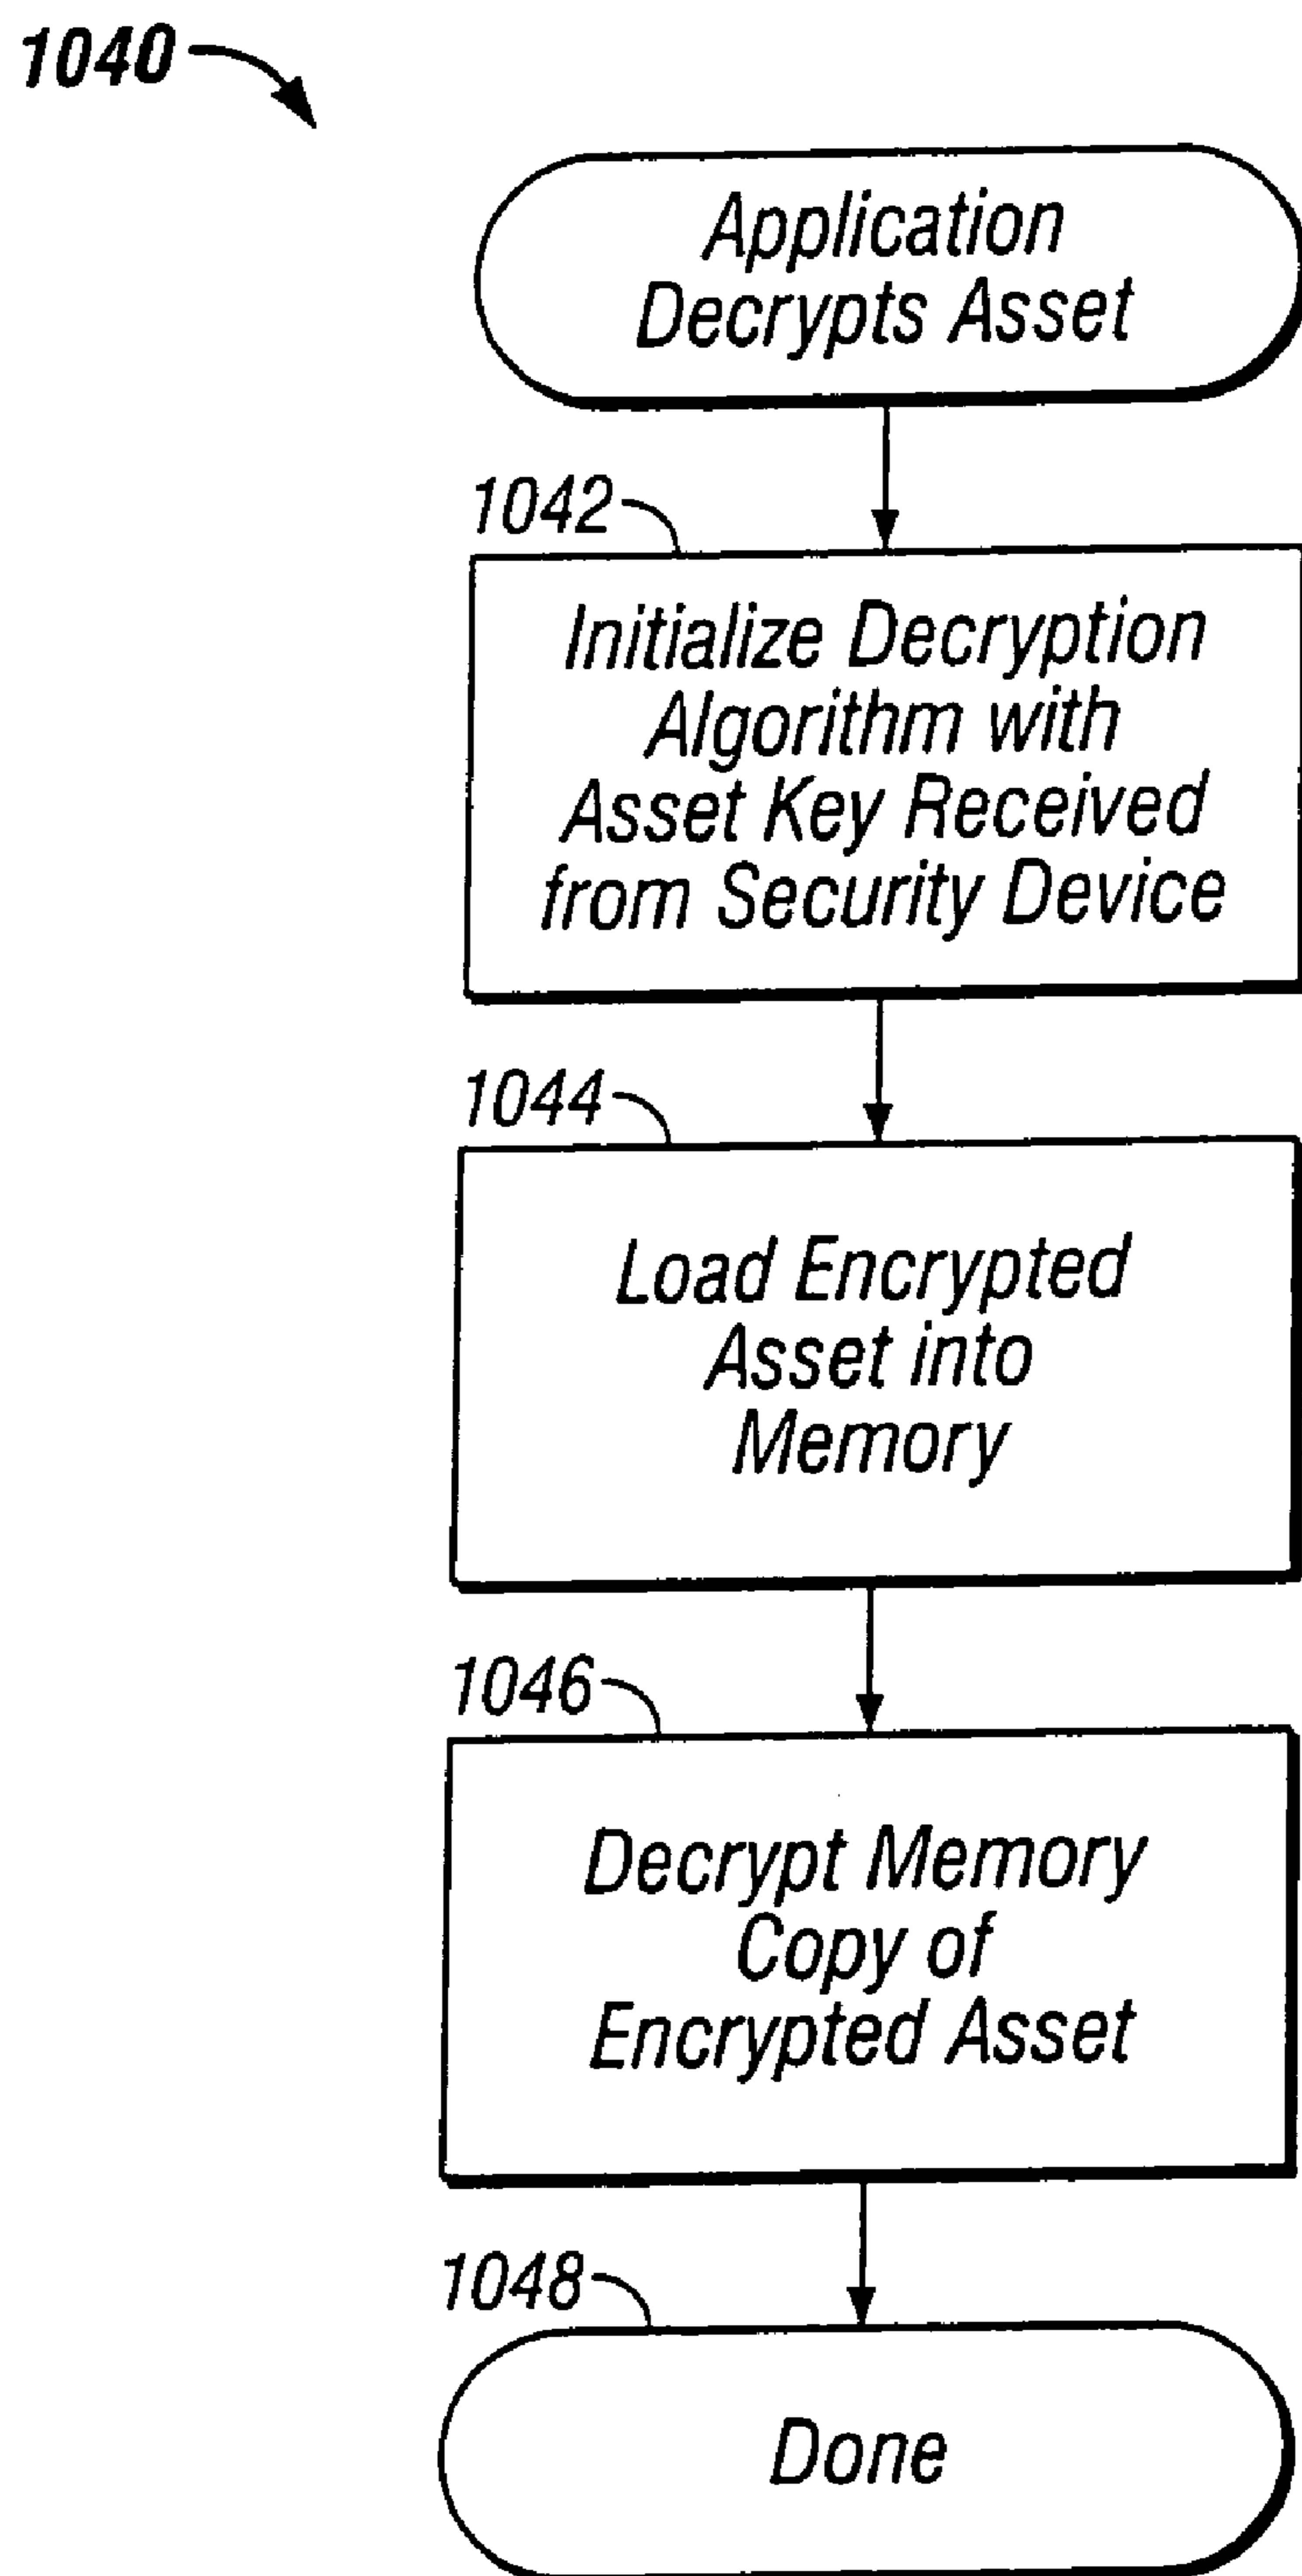 1040
Application
Decrypts Asset
1042
Initialize Decryption
Algorithm with
Asset Key Received
from Security Device
1044
Load Encrypted
Asset into
Memory
1046
Decrypt Memory
Copy of
Encrypted Asset
1048
Done